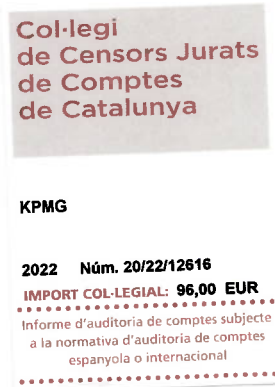 Col·legi
de Censors Jurats
de Comptes
de Catalunya
KPMG
2022 Núm. 20/22/12616
IMPORT COL·LEGIAL: 96,00 EUR
Informe d'auditoria de comptes subjecte
a la normativa d'auditoria de comptes
espanyola o internacional